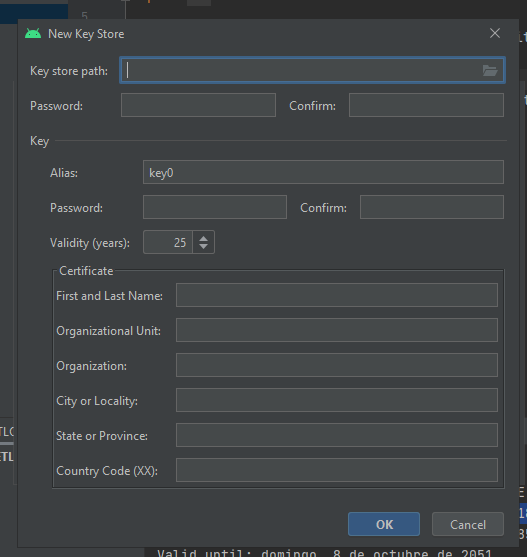 5
New Key Store
Key store path:
Password: Confirm:
Key
Alias: key0
Password: Confirm:
Validity (years): 25
Certificate
First and Last Name:
Organizational Unit:
Organization:
City or Locality:
State or Province:
Country Code (XX):
OK Cancel
Valid until: domingo, 8 de octubre de 2051